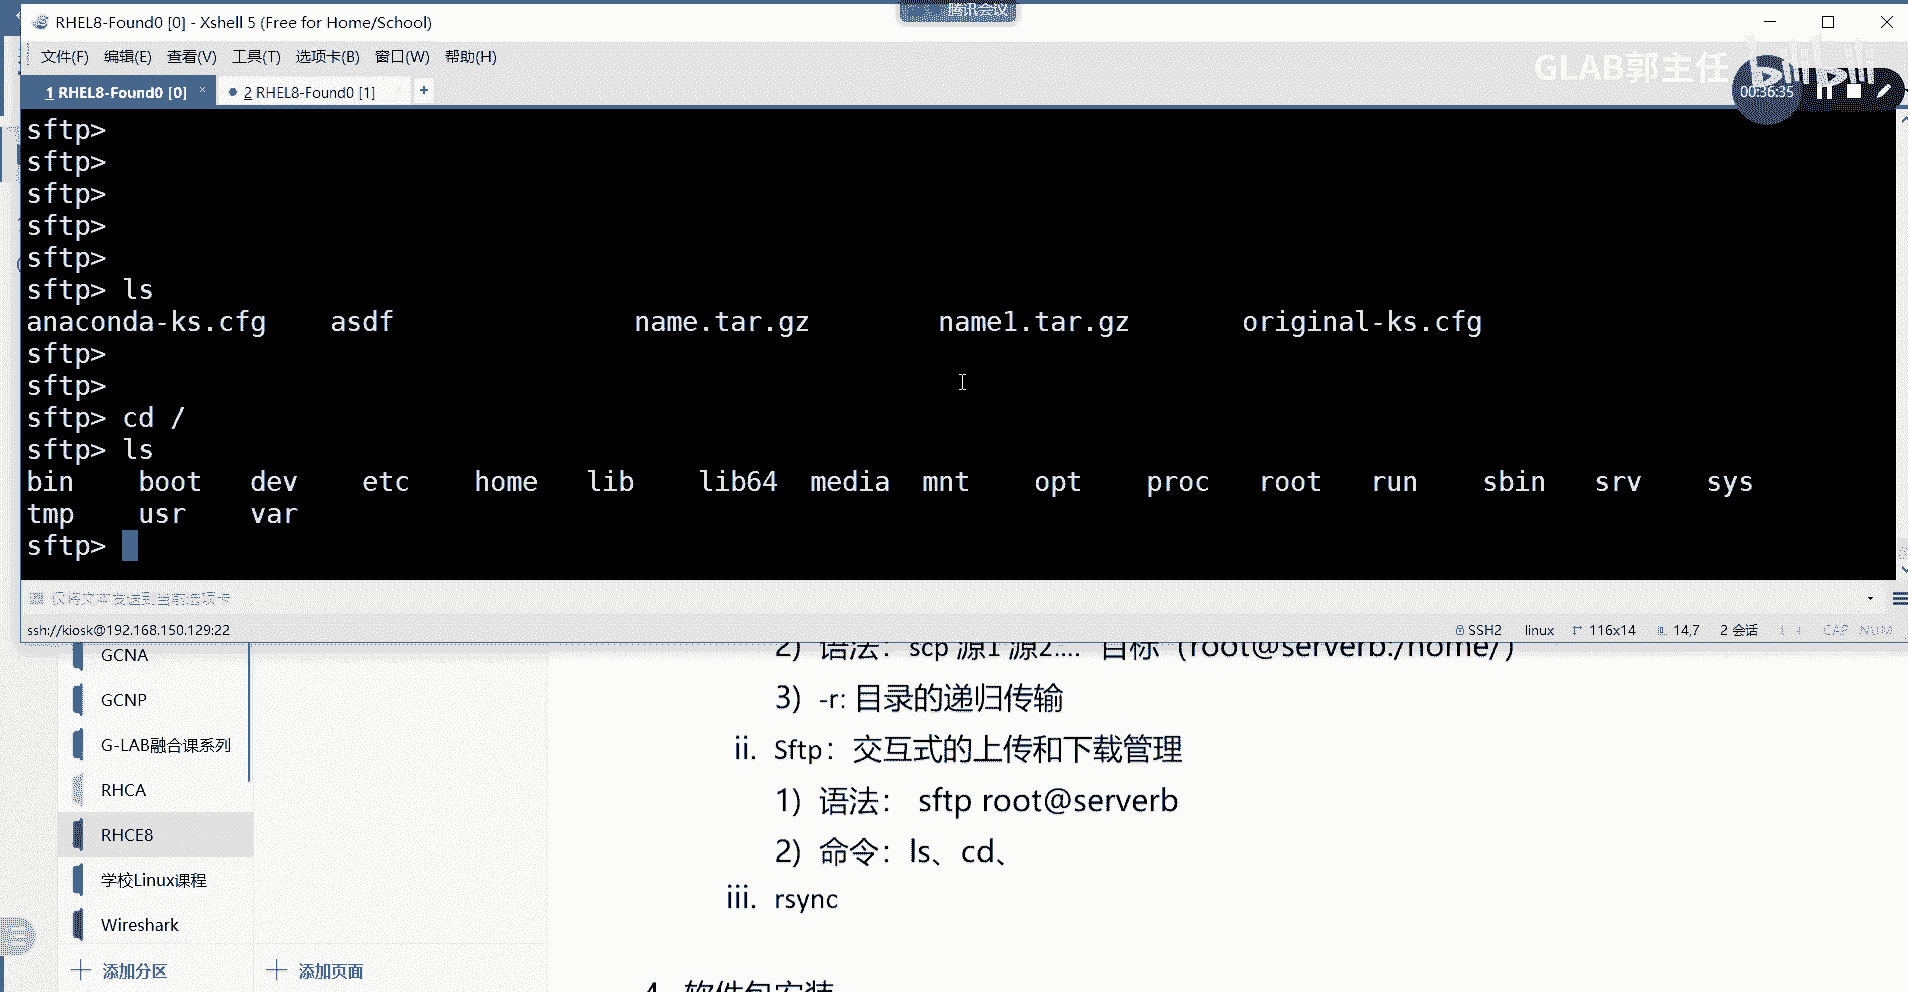 腾讯会议
RHEL8-Found0 [0] - Xshell 5 (Free for Home/School)
文件(F) 编辑(E) 查看(V) 工具(T) 选项卡(B) 窗口(W) 帮助(H)
GLAB郭主任 bilibili
1 RHEL8-Found0 [0] × 2 RHEL8-Found0 [1] +
00:36:35
sftp>
sftp>
sftp>
sftp>
sftp>
sftp> ls
anaconda-ks.cfg asdf name.tar.gz name1.tar.gz original-ks.cfg
sftp>
sftp>
sftp> cd /
sftp> ls
bin boot dev etc home lib lib64 media mnt opt proc root run sbin srv sys
tmp usr var
sftp>
仅将文本发送到当前选项卡
ssh://kiosk@192.168.150.129:22 SSH2 linux 116x14 14,7 2 会话 CAP NUM
2) 语法：scp 源1 源2.... 目标（root@serverb:/home/）
3) -r: 目录的递归传输
ii. Sftp：交互式的上传和下载管理
1) 语法： sftp root@serverb
2) 命令：ls、cd、
iii. rsync
4. 软件包安装
GCNA
GCNP
G-LAB融合课系列
RHCA
RHCE8
学校Linux课程
Wireshark
+ 添加分区 + 添加页面